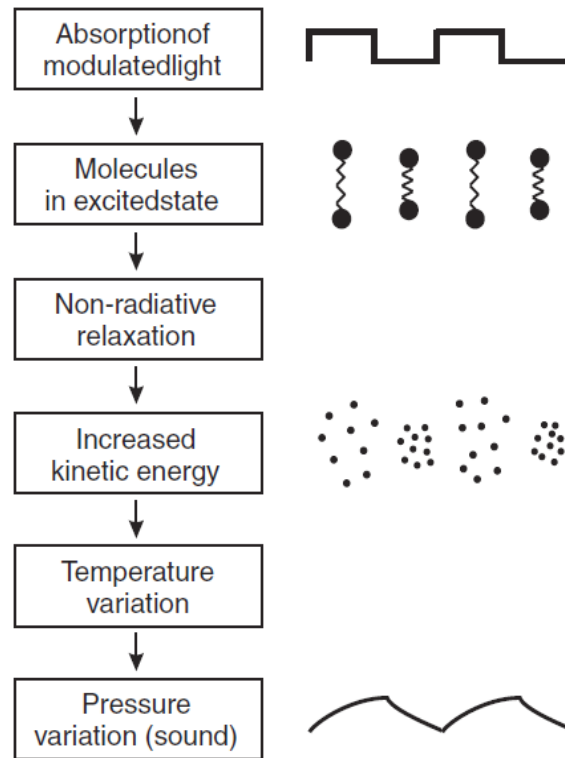 Absorptionof
modulatedlight
Molecules
in excitedstate
Non-radiative
relaxation
Increased
kinetic energy
Temperature
variation
Pressure
variation (sound)